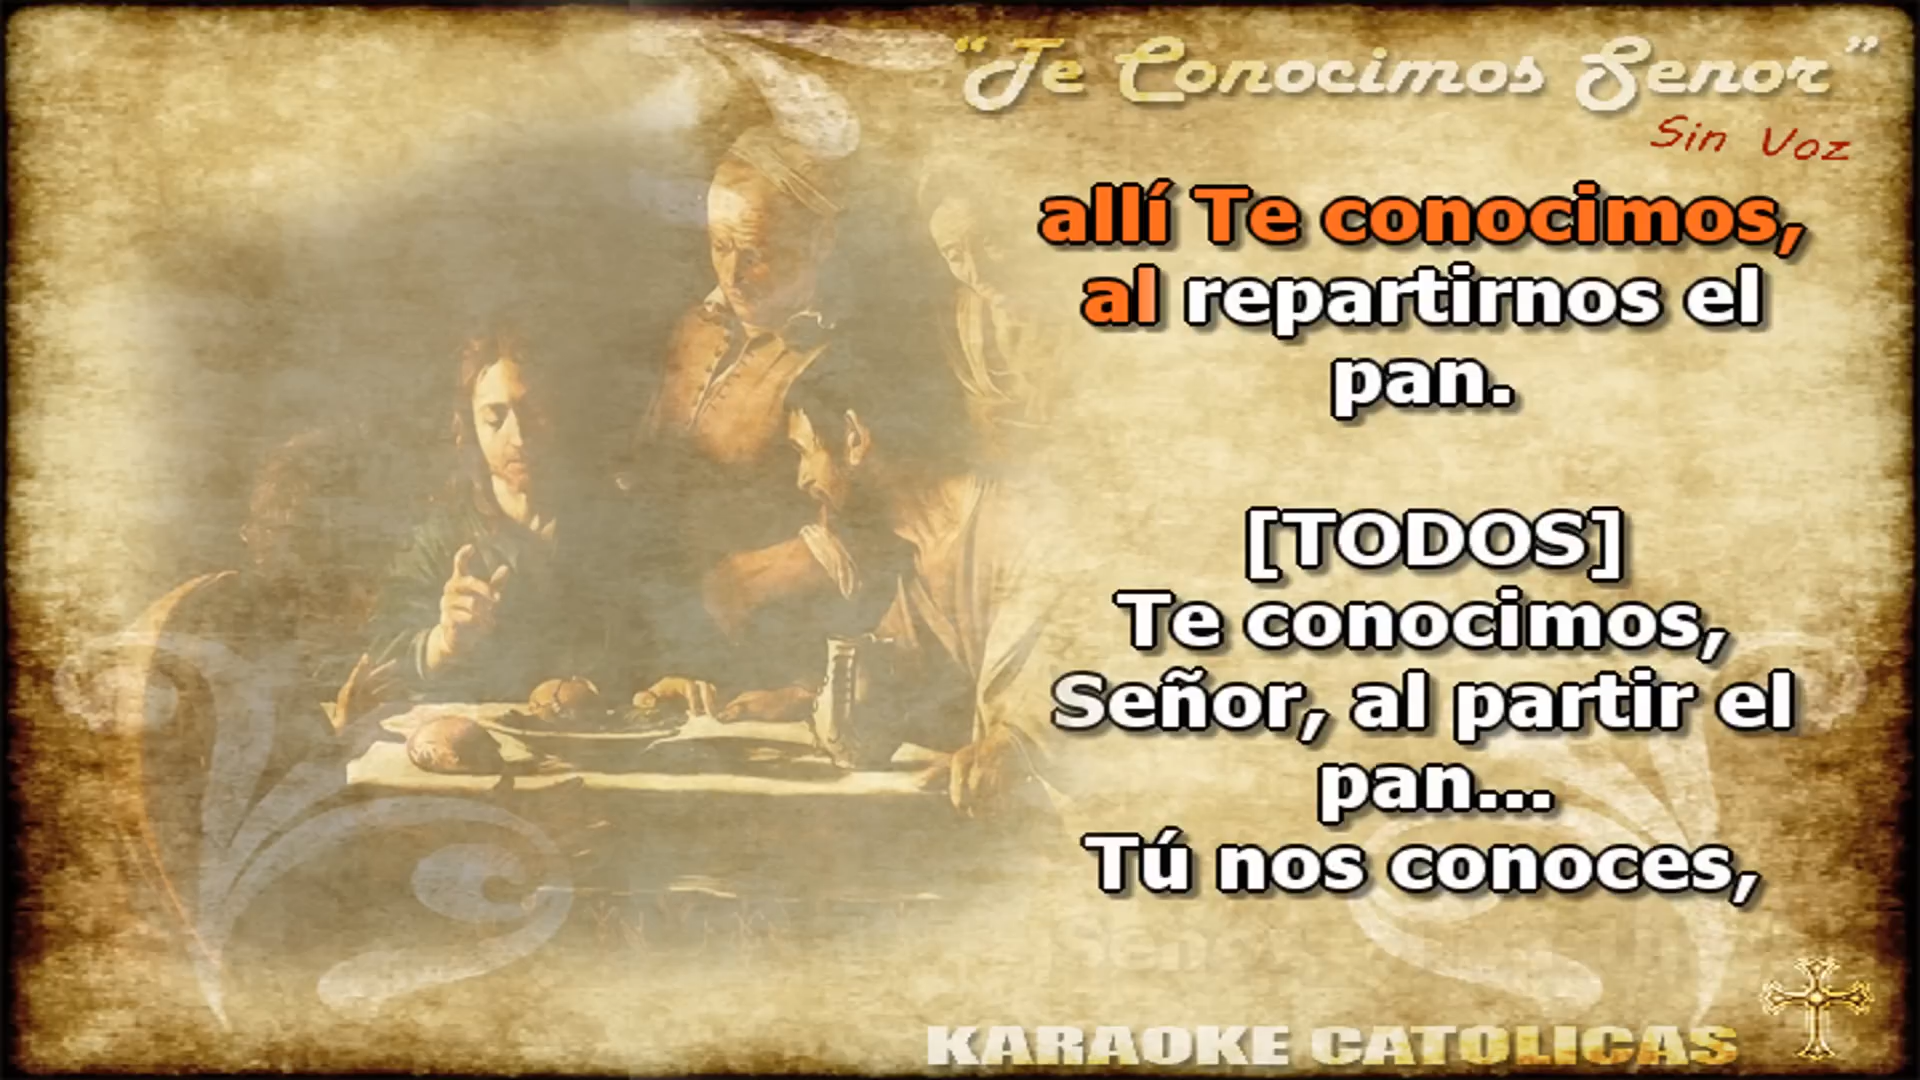 “Te Conocimos Senor”
Sin Voz
allí Te conocimos,
al repartirnos el
pan.
[TODOS]
Te conocimos,
Señor, al partir el
pan...
Tú nos conoces,
KARAOKE CATOLICAS